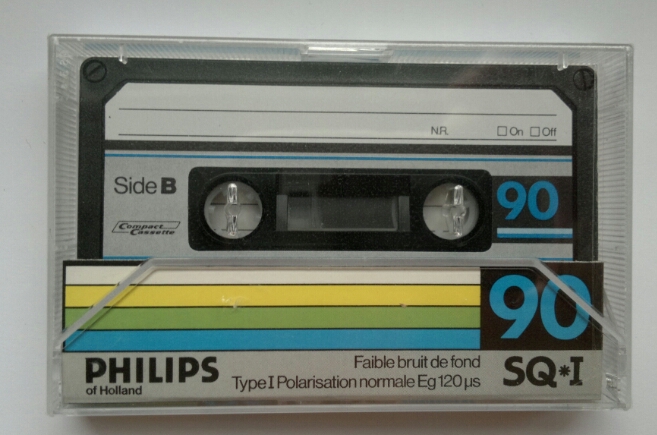 N.R. On Off
Side B
90
Compact
Cassette
90
PHILIPS
of Holland
Faible bruit de fond
Type I Polarisation normale Eg 120 µs
SQ*I